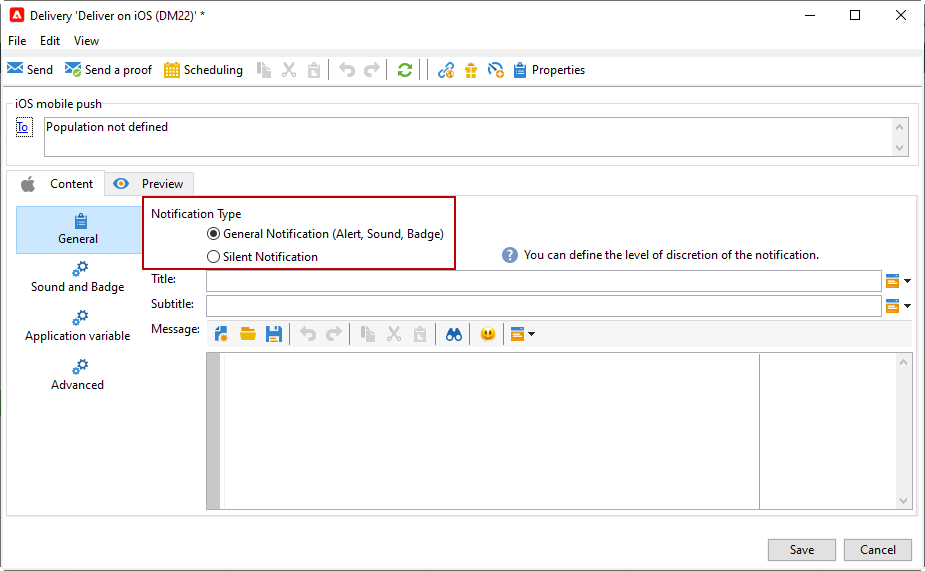 Delivery 'Deliver on iOS (DM22)' *
File Edit View
Send Send a proof Scheduling Properties
iOS mobile push
To Population not defined
Content Preview
Notification Type
General Notification (Alert, Sound, Badge)
General
Silent Notification
You can define the level of discretion of the notification.
Sound and Badge
Title:
Subtitle:
Application variable
Message:
Advanced
Save Cancel